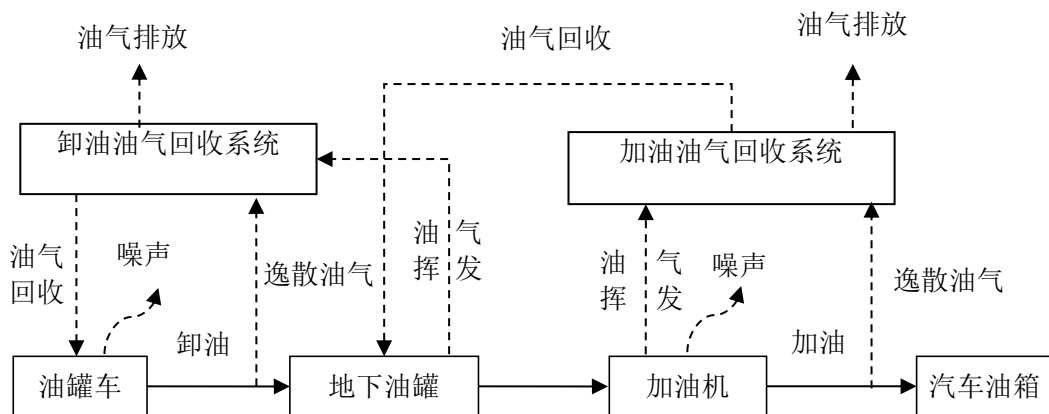 油气排放
油气回收
油气排放
卸油油气回收系统
加油油气回收系统
油气
回收
噪声
逸散油气
油 气
挥 发
油 气
挥 发
噪声
逸散油气
卸油
加油
油罐车
地下油罐
加油机
汽车油箱